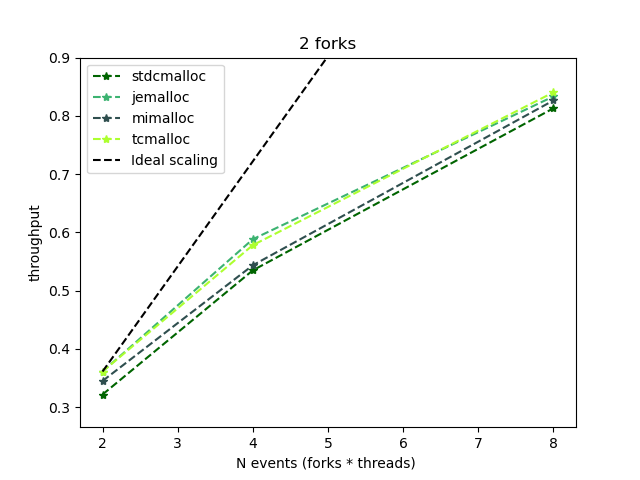 2 forks
stdcmalloc
jemalloc
mimalloc
tcmalloc
Ideal scaling
throughput
0.9
0.8
0.7
0.6
0.5
0.4
0.3
2 3 4 5 6 7 8
N events (forks * threads)